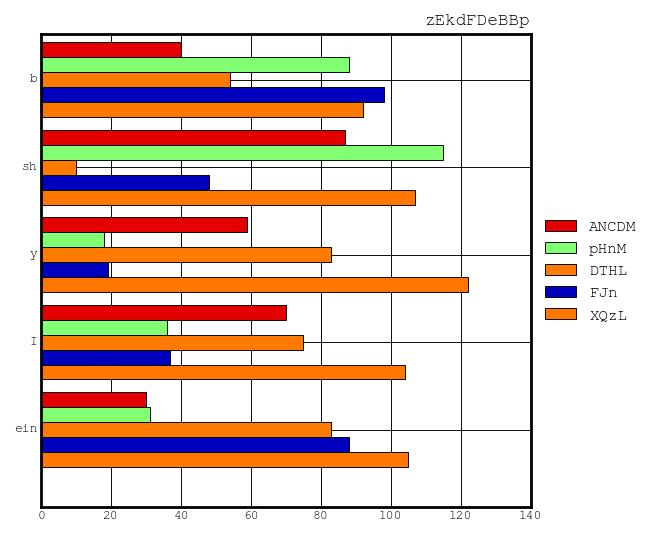 zEkdFDeBBp
b
sh
y
I
ein
0 20 40 60 80 100 120 140
ANCDM
pHnM
DTHL
FJn
XQzL